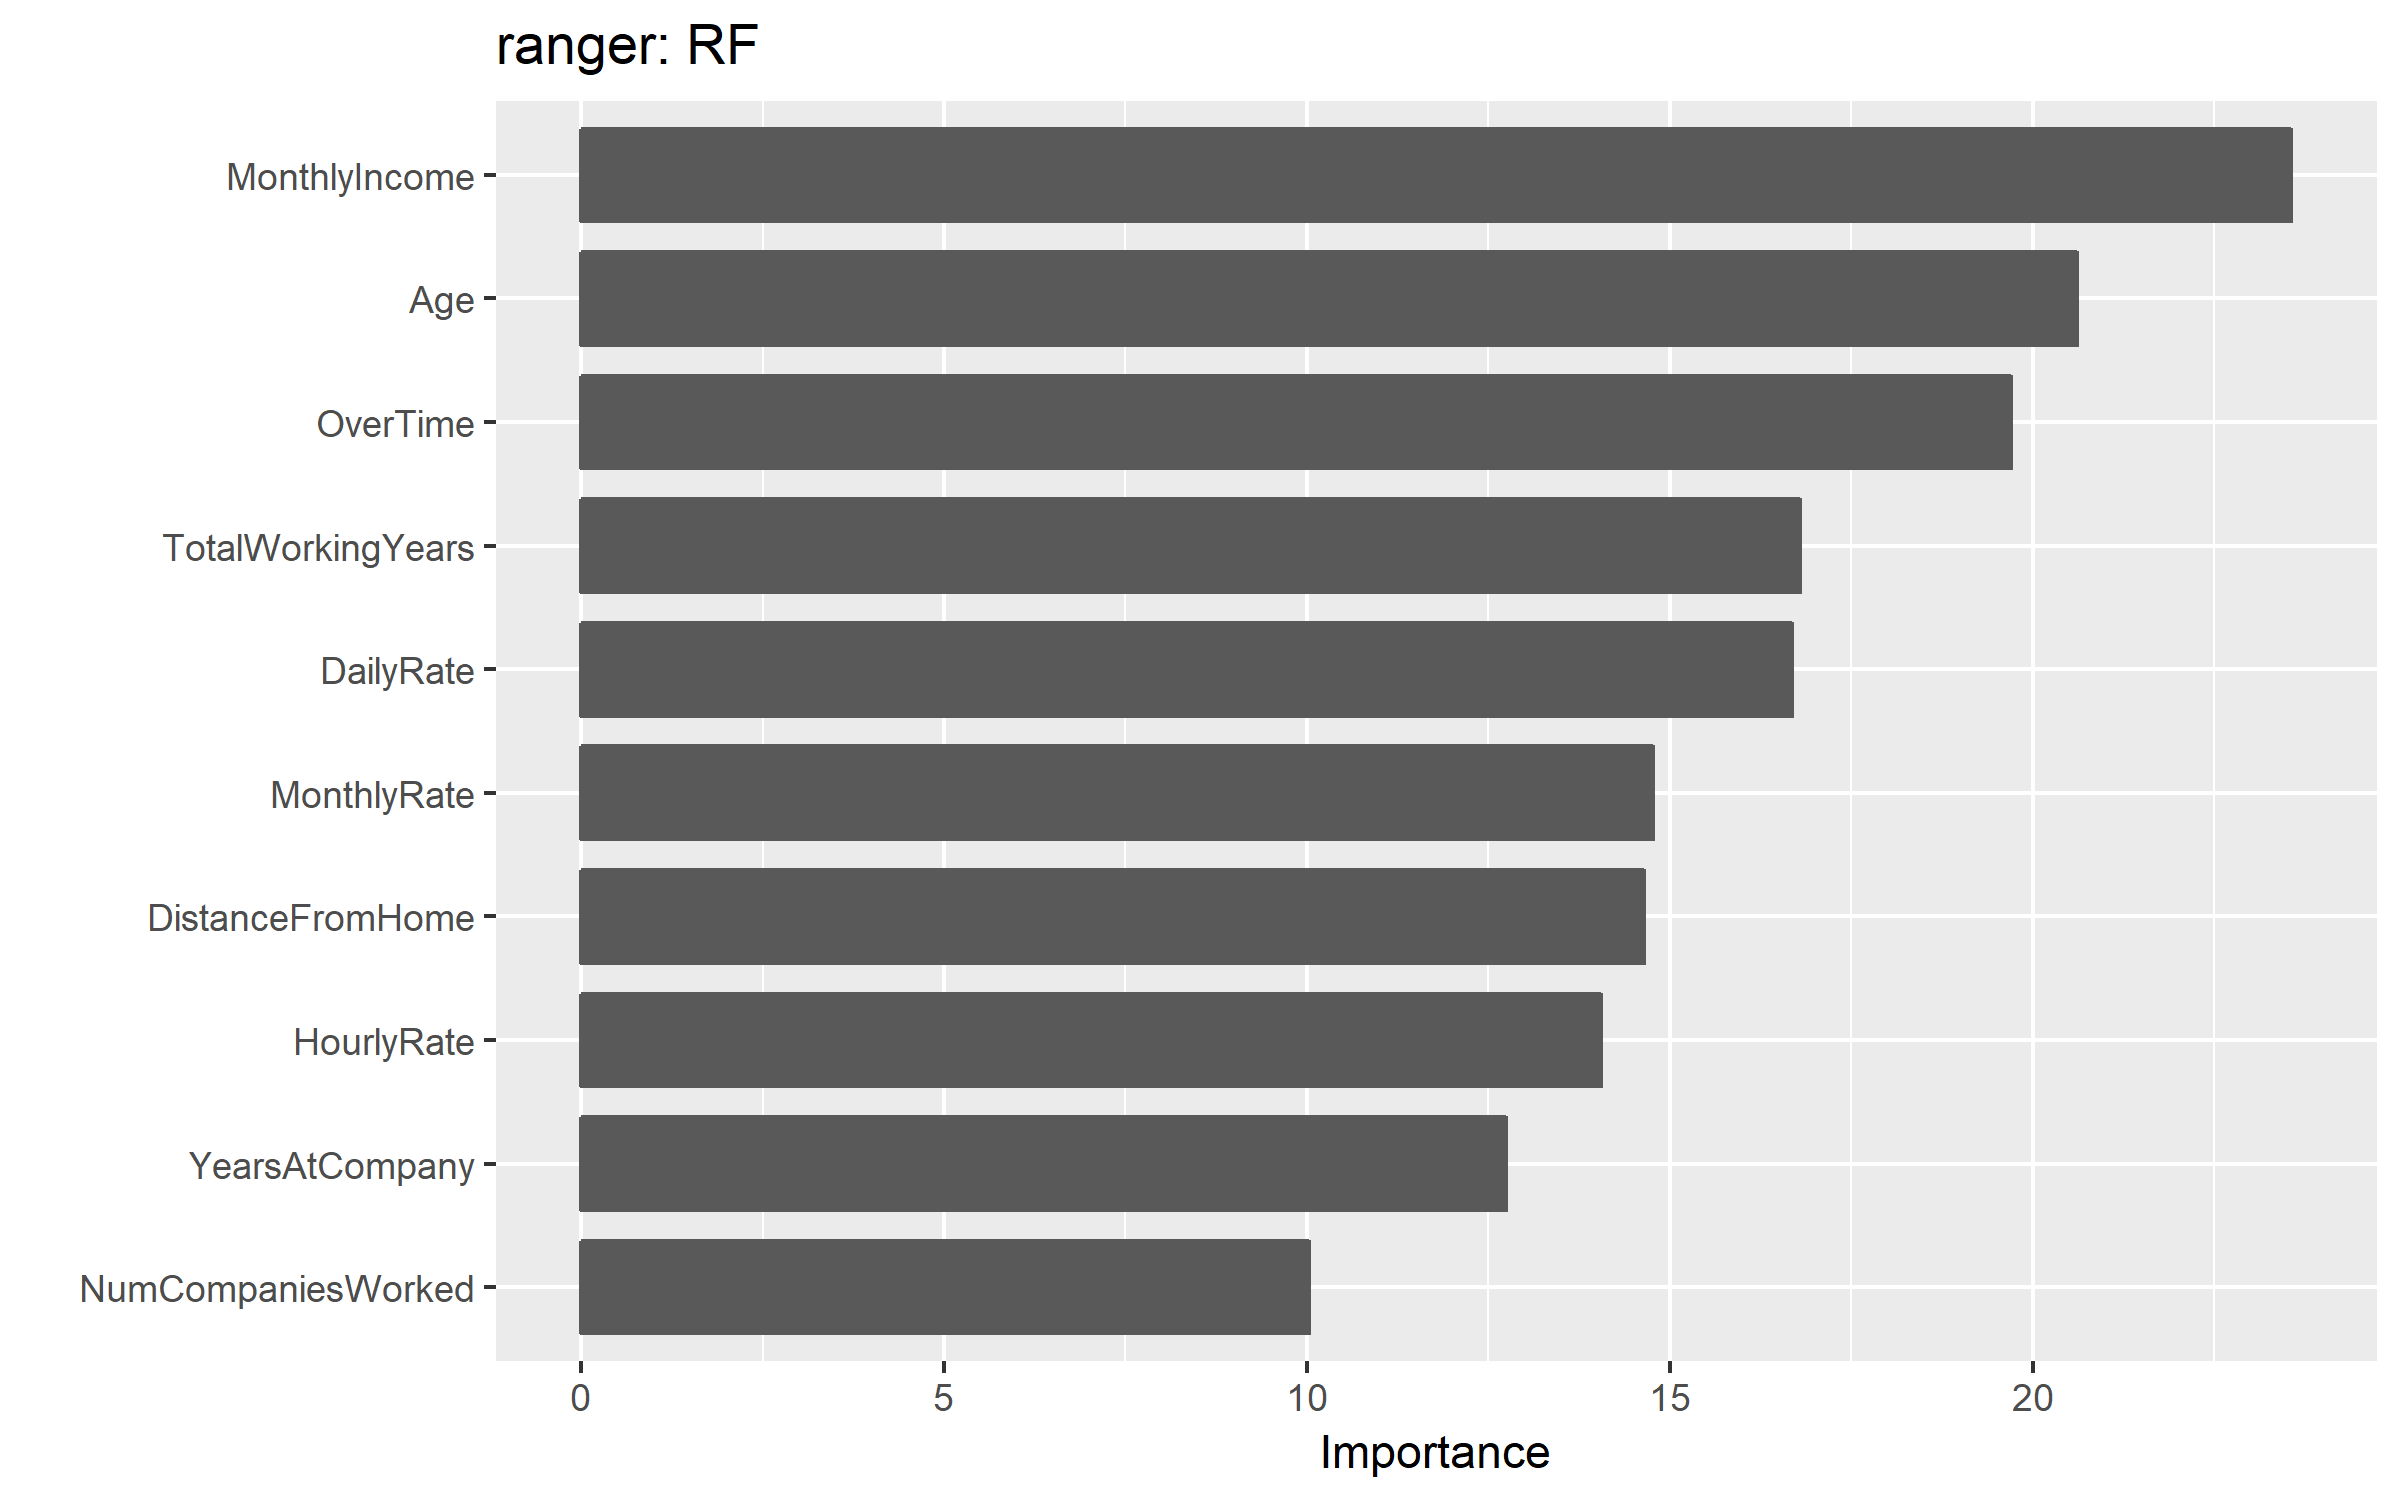 ranger: RF
MonthlyIncome
Age
OverTime
TotalWorkingYears
DailyRate
MonthlyRate
DistanceFromHome
HourlyRate
YearsAtCompany
NumCompaniesWorked
0 5 10 15 20
Importance